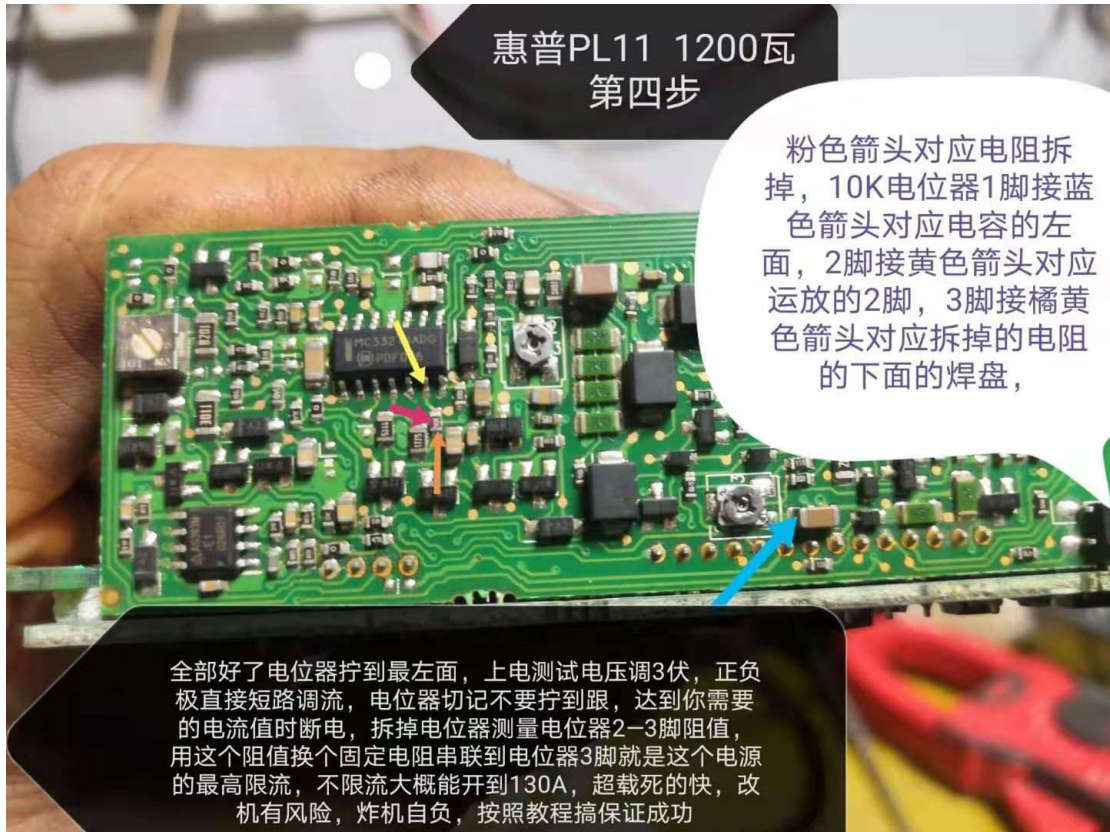 惠普PL11 1200瓦
第四步
粉色箭头对应电阻拆
掉，10K电位器1脚接蓝
色箭头对应电容的左
面，2脚接黄色箭头对应
运放的2脚，3脚接橘黄
色箭头对应拆掉的电阻
的下面的焊盘，
全部好了电位器拧到最左面，上电测试电压调3伏，正负
极直接短路调流，电位器切记不要拧到跟，达到你需要
的电流值时断电，拆掉电位器测量电位器2—3脚阻值，
用这个阻值换个固定电阻串联到电位器3脚就是这个电源
的最高限流，不限流大概能开到130A，超载死的快，改
机有风险，炸机自负，按照教程搞保证成功